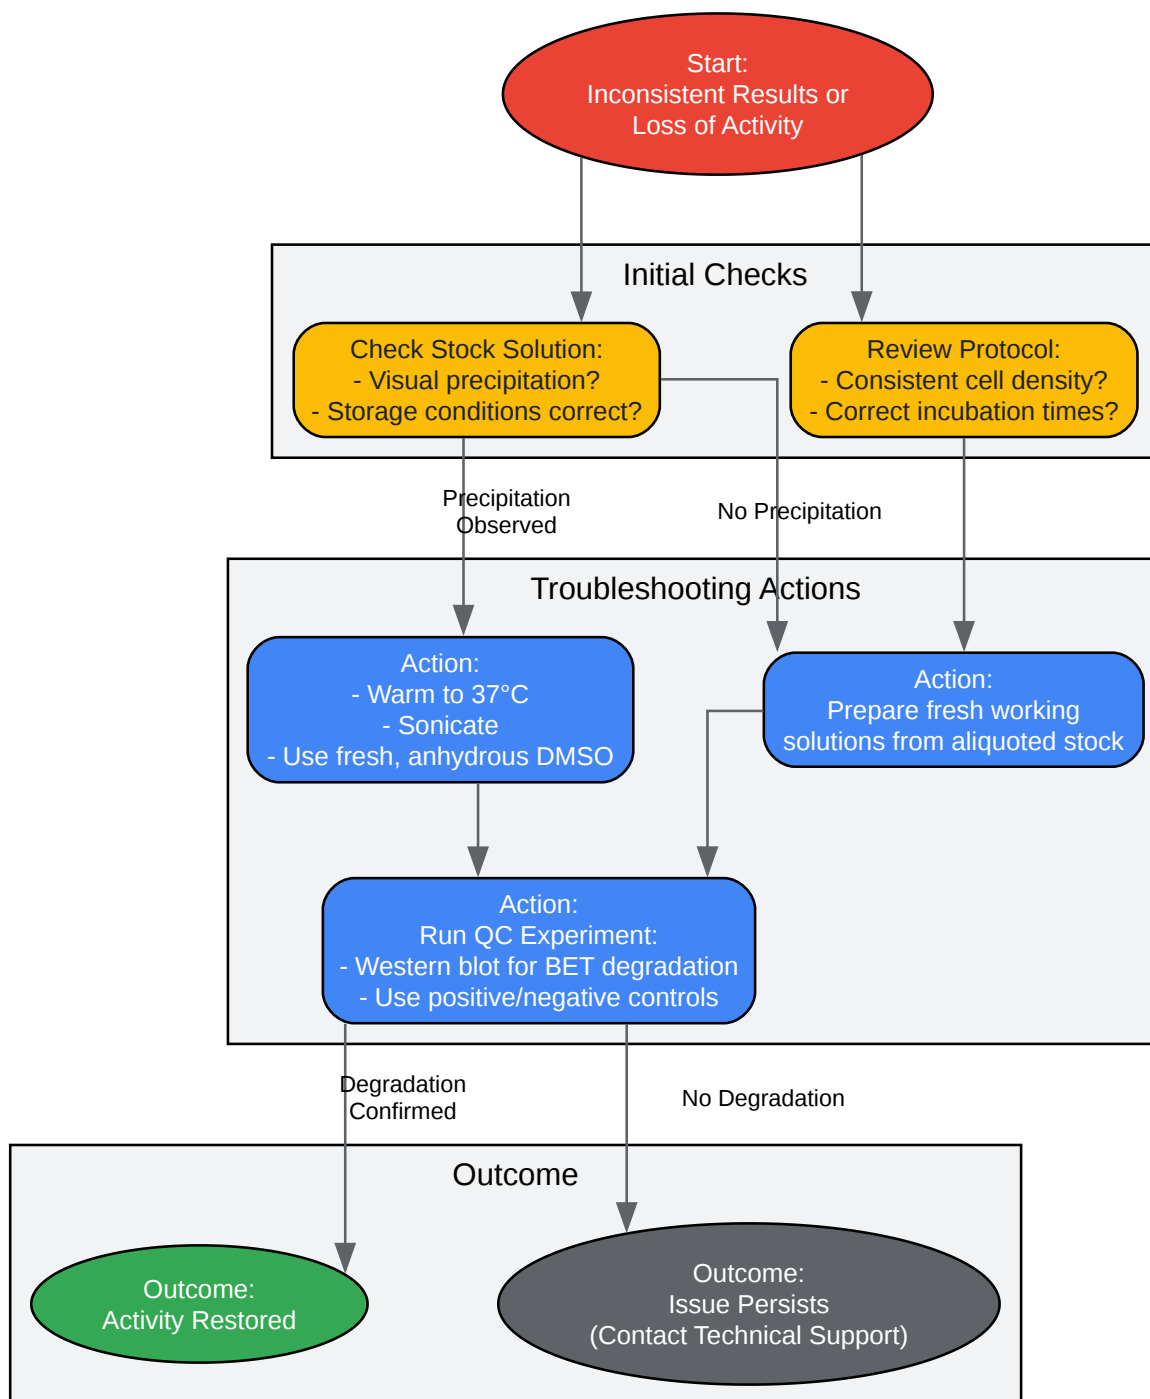 Start:
Inconsistent Results or
Loss of Activity
Initial Checks
Check Stock Solution:
- Visual precipitation?
- Storage conditions correct?
Review Protocol:
- Consistent cell density?
- Correct incubation times?
Precipitation
Observed
No Precipitation
Troubleshooting Actions
Action:
- Warm to 37°C
- Sonicate
- Use fresh, anhydrous DMSO
Action:
Prepare fresh working
solutions from aliquoted stock
Action:
Run QC Experiment:
- Western blot for BET degradation
- Use positive/negative controls
Degradation
Confirmed
No Degradation
Outcome
Outcome:
Activity Restored
Outcome:
Issue Persists
(Contact Technical Support)